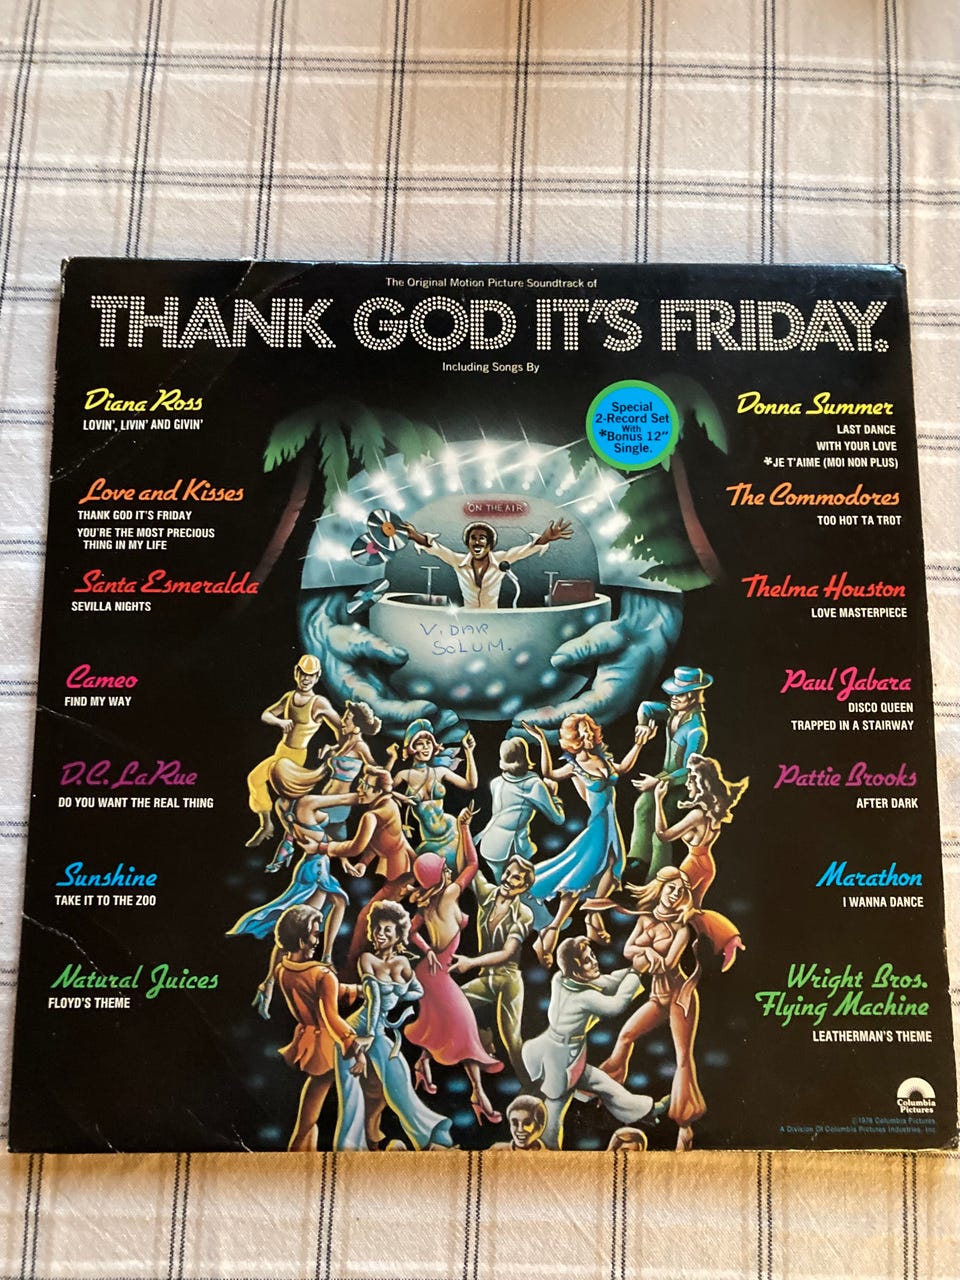 The Original Motion Picture Soundtrack of
THANK GOD IT'S FRIDAY.
Including Songs By
Diana Ross
LOVIN', LIVIN' AND GIVIN'
Love and Kisses
THANK GOD IT'S FRIDAY
YOU'RE THE MOST PRECIOUS
THING IN MY LIFE
Santa Esmeralda
SEVILLA NIGHTS
Cameo
FIND MY WAY
D.C. LaRue
DO YOU WANT THE REAL THING
Sunshine
TAKE IT TO THE ZOO
Natural Juices
FLOYD'S THEME
Special
2-Record Set
With
*Bonus 12"
Single.
ON THE AIR
VIDAR
SOLUM.
Donna Summer
LAST DANCE
WITH YOUR LOVE
*JE T'AIME (MOI NON PLUS)
The Commodores
TOO HOT TA TROT
Thelma Houston
LOVE MASTERPIECE
Paul Jabara
DISCO QUEEN
TRAPPED IN A STAIRWAY
Pattie Brooks
AFTER DARK
Marathon
I WANNA DANCE
Wright Bros.
Flying Machine
LEATHERMAN'S THEME
Columbia
Pictures
©1978 Columbia Pictures
A Division Of Columbia Pictures Industries, Inc.